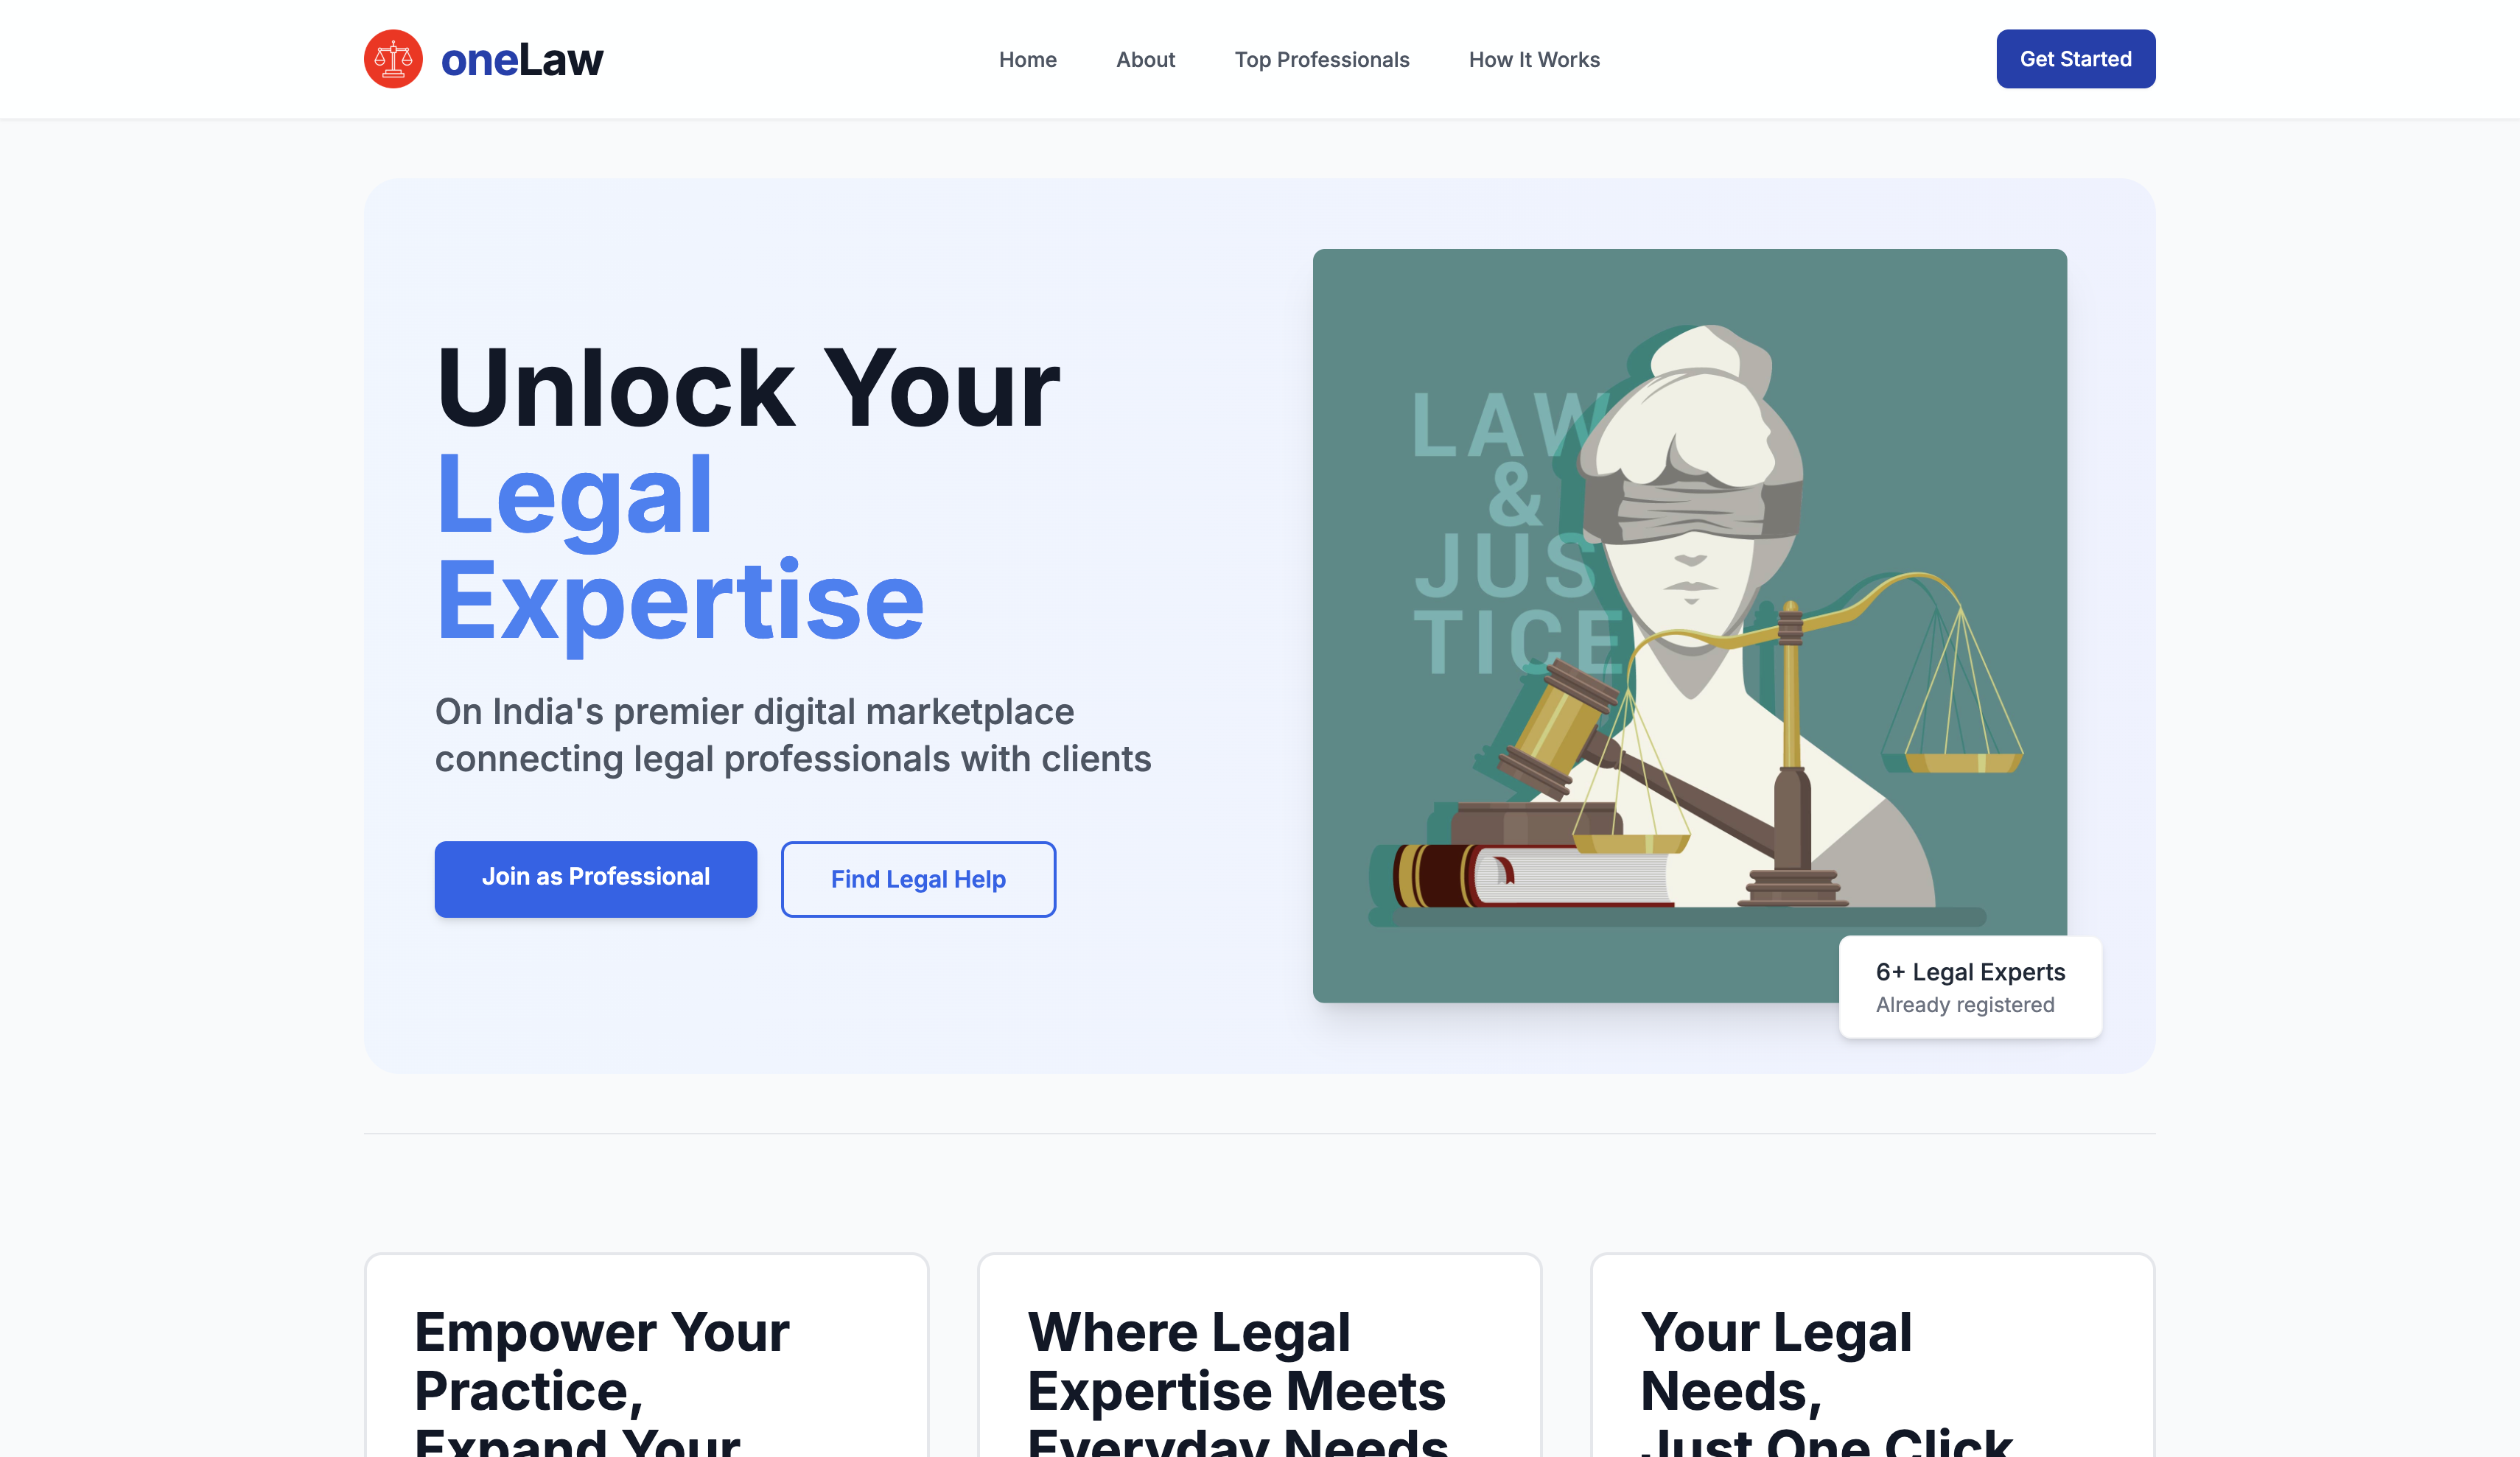 oneLaw
Home
About
Top Professionals
How It Works
Get Started
Unlock Your
Legal
Expertise
On India's premier digital marketplace
connecting legal professionals with clients
Join as Professional
Find Legal Help
LAW
&
JUS
TICE
6+ Legal Experts
Already registered
Empower Your
Practice,
Expand Your
Where Legal
Expertise Meets
Everyday Needs
Your Legal
Needs,
Just One Click